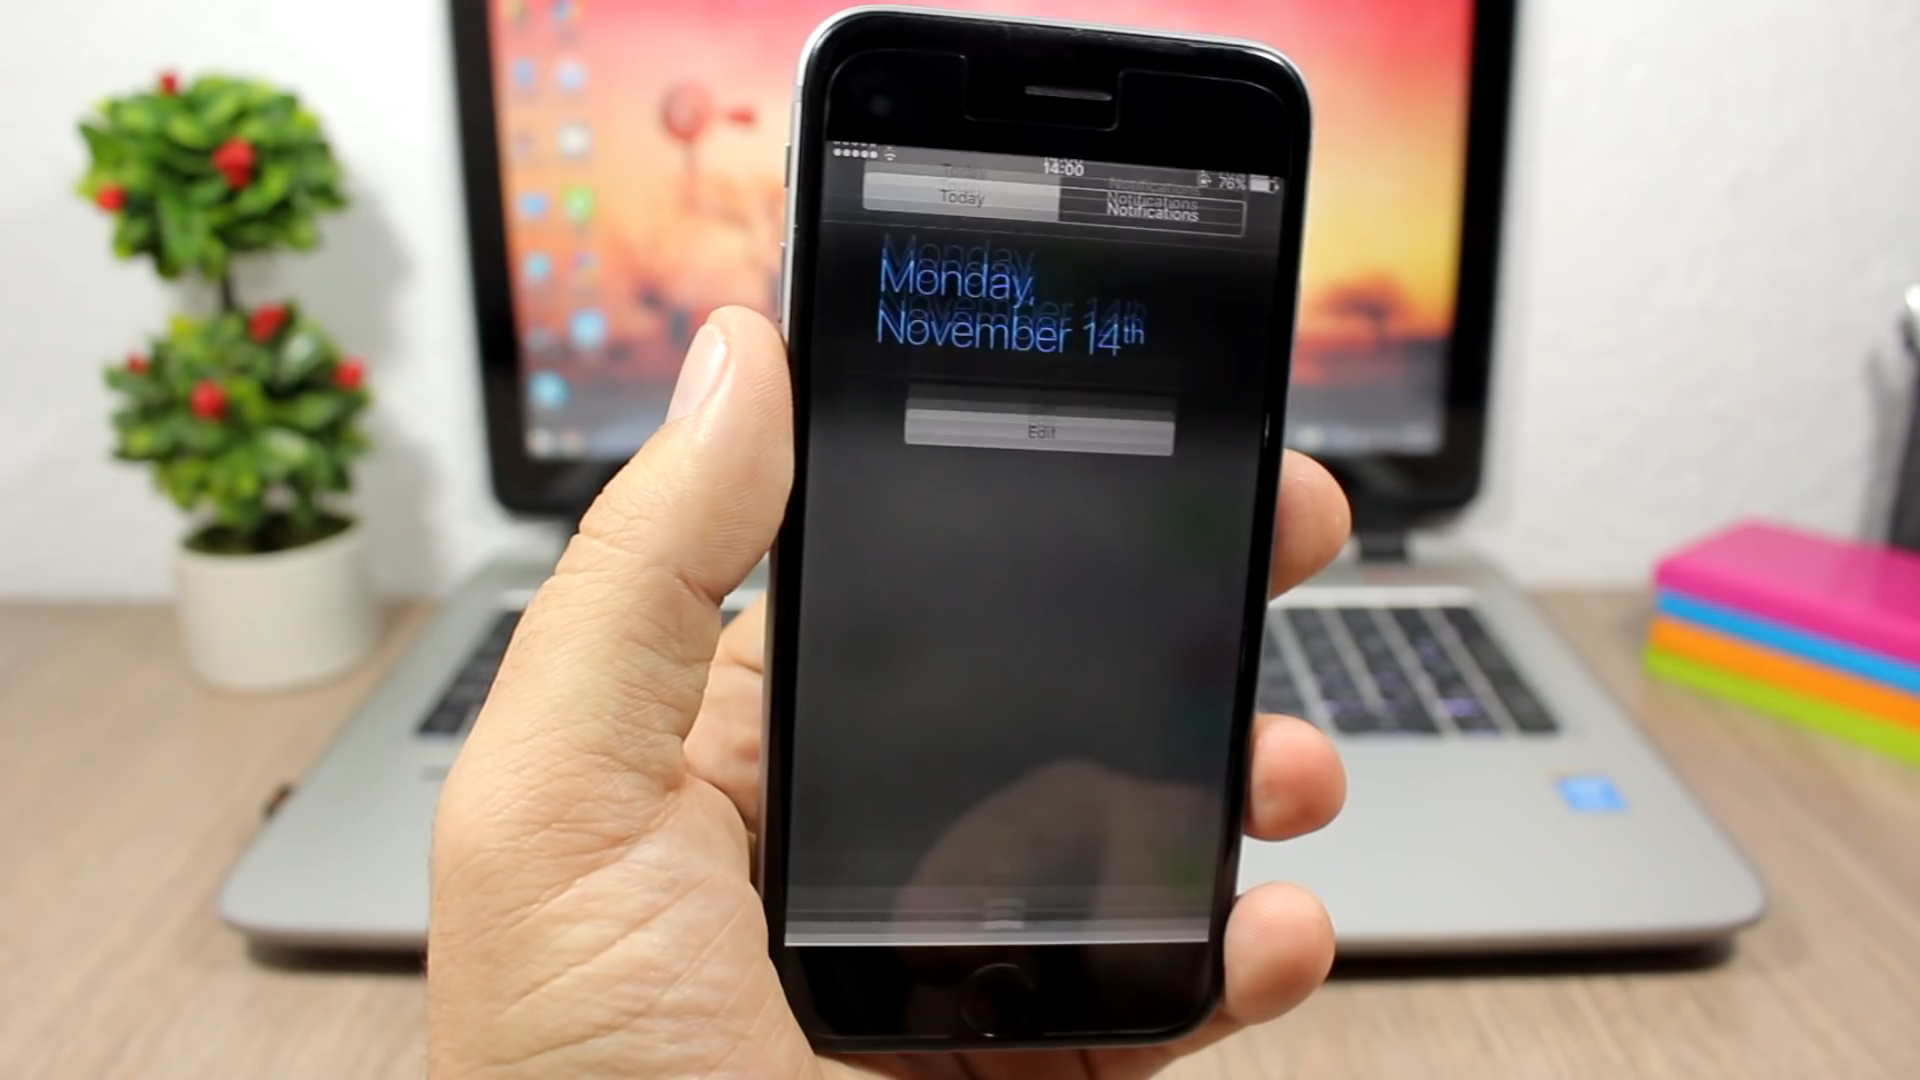 14:00
76%
Today
Notifications
Monday,
November 14th
Edit